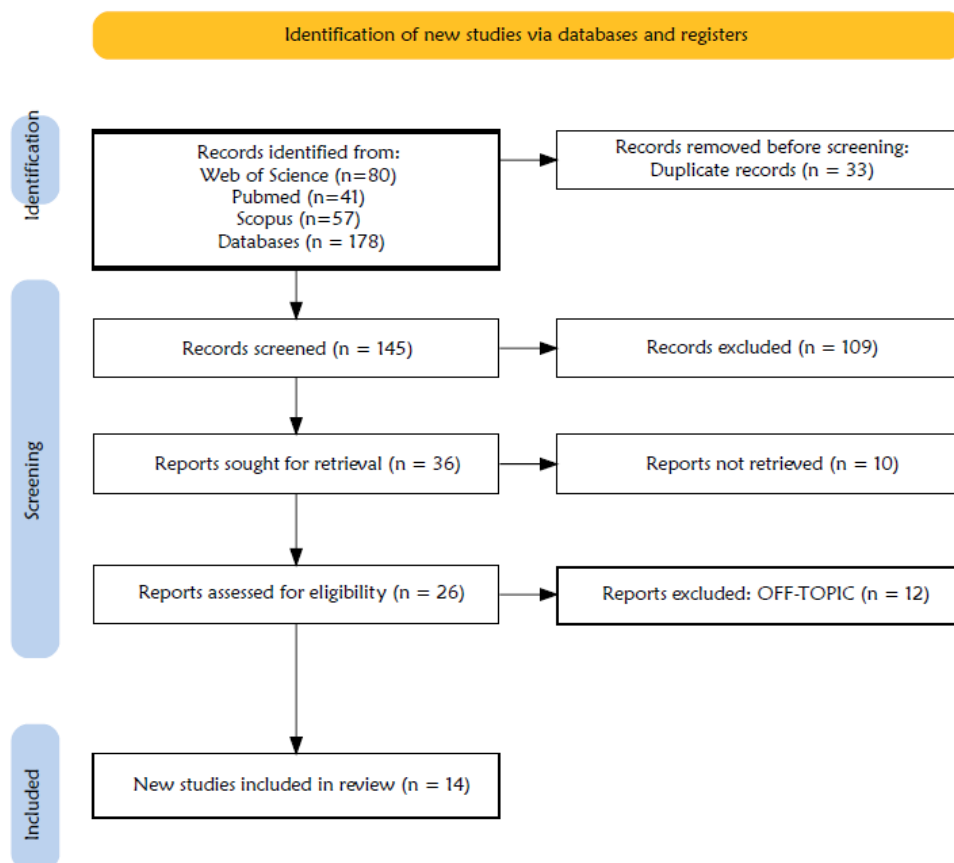 Identification of new studies via databases and registers
Identification
Records identified from:
Web of Science (n=80)
Pubmed (n=41)
Scopus (n=57)
Databases (n = 178)
Records removed before screening:
Duplicate records (n = 33)
Screening
Records screened (n = 145)
Records excluded (n = 109)
Reports sought for retrieval (n = 36)
Reports not retrieved (n = 10)
Reports assessed for eligibility (n = 26)
Reports excluded: OFF-TOPIC (n = 12)
Included
New studies included in review (n = 14)